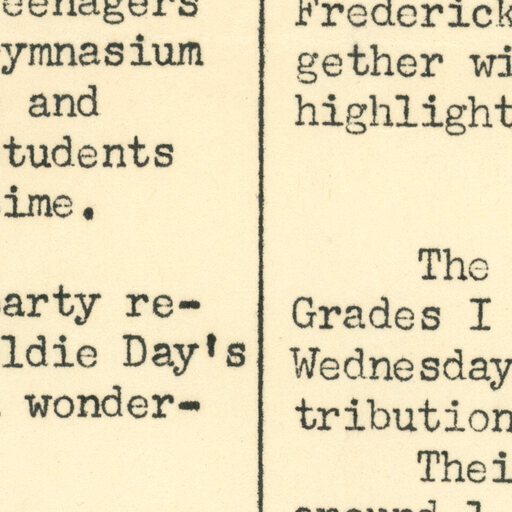 eenagers
ymnasium
and
tudents
ime.
arty re-
ldie Day's
wonder-
Frederick
gether wi
highlight
The
Grades I
Wednesday
tribution
Thei